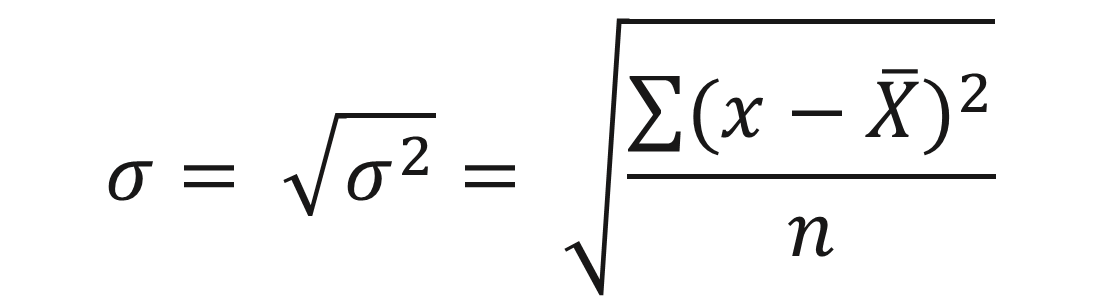 σ = √σ² = √(∑(x − X̄)² / n)